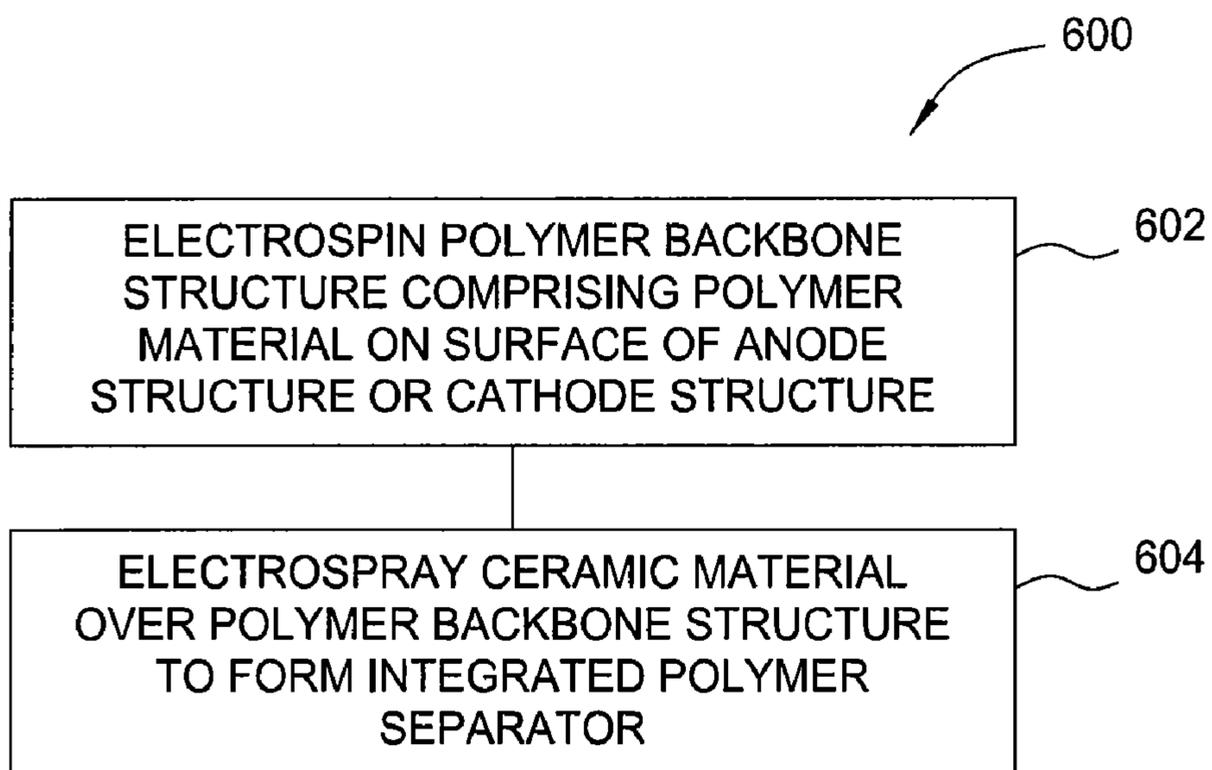 600
ELECTROSPIN POLYMER BACKBONE
STRUCTURE COMPRISING POLYMER
MATERIAL ON SURFACE OF ANODE
STRUCTURE OR CATHODE STRUCTURE
602
ELECTROSPRAY CERAMIC MATERIAL
OVER POLYMER BACKBONE STRUCTURE
TO FORM INTEGRATED POLYMER
SEPARATOR
604